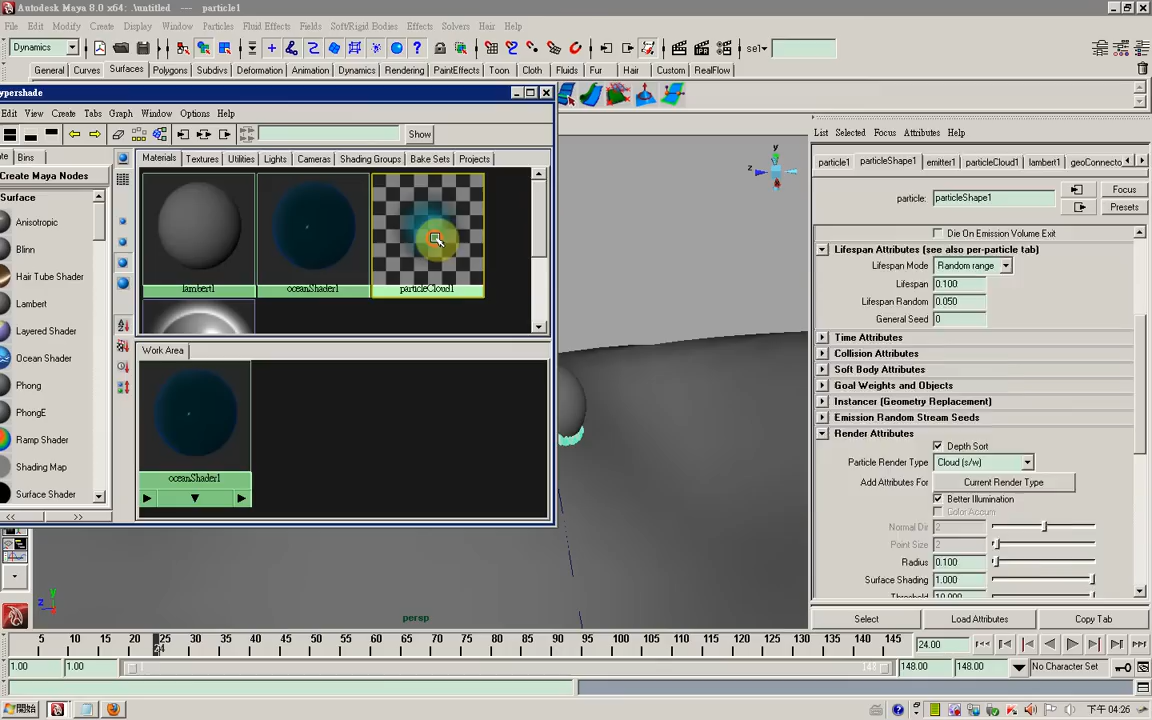 Autodesk Maya 8.0 x64: .\untitled --- particle1
File Edit Modify Create Display Window Particles Fluid Effects Fields Soft/Rigid Bodies Effects Solvers Hair Help
Dynamics sel
General Curves Surfaces Polygons Subdivs Deformation Animation Dynamics Rendering PaintEffects Toon Cloth Fluids Fur Hair Custom RealFlow
ypershade
Edit View Create Tabs Graph Window Options Help
Show
Bins
Materials Textures Utilities Lights Cameras Shading Groups Bake Sets Projects
Create Maya Nodes
Surface
Anisotropic
Blinn
Hair Tube Shader
Lambert
Layered Shader
Ocean Shader
Phong
PhongE
Ramp Shader
Shading Map
Surface Shader
<< >>
lambert1 oceanShader1 particleCloud1
Work Area
oceanShader1
y
z
List Selected Focus Attributes Help
particle1 particleShape1 emitter1 particleCloud1 lambert1 geoConnecto
particle: particleShape1
Focus
Presets
Die On Emission Volume Exit
Lifespan Attributes (see also per-particle tab)
Lifespan Mode Random range
Lifespan 0.100
Lifespan Random 0.050
General Seed 0
Time Attributes
Collision Attributes
Soft Body Attributes
Goal Weights and Objects
Instancer (Geometry Replacement)
Emission Random Stream Seeds
Render Attributes
Depth Sort
Particle Render Type Cloud (s/w)
Add Attributes For Current Render Type
Better Illumination
Color Accum
Normal Dir 2
Point Size 2
Radius 0.100
Surface Shading 1.000
Threshold 10.000
Select Load Attributes Copy Tab
y
z
persp
5 10 15 20 25 30 35 40 45 50 55 60 65 70 75 80 85 90 95 100 105 110 115 120 125 130 135 140 145
24
24.00
1.00 1.00 1 148 148.00 148.00 No Character Set
開始
下午 04:26